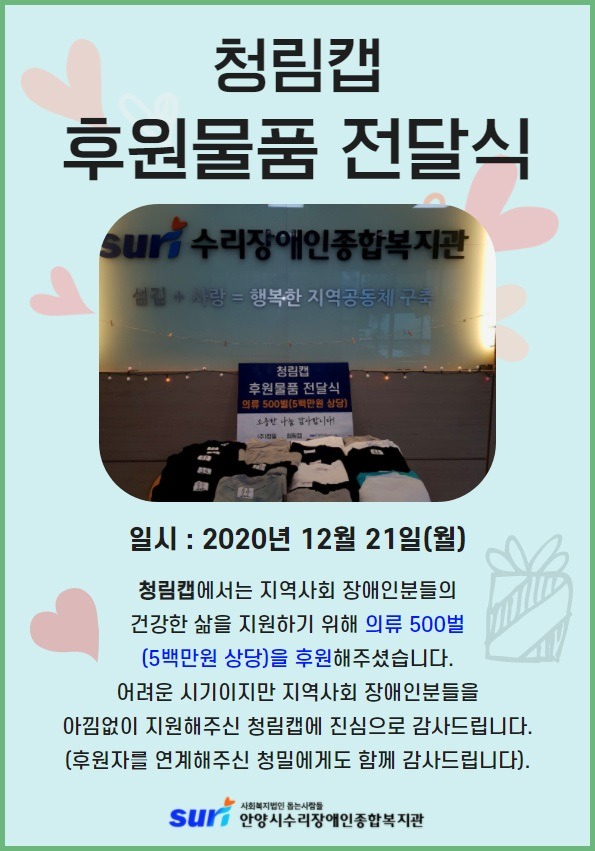 청림캡
후원물품 전달식
suri 수리장애인종합복지관
섬김 + 사랑 = 행복한 지역공동체 구축
청림캡
후원물품 전달식
의류 500벌(5백만원 상당)
소중한 나눔 감사합니다!
일시 : 2020년 12월 21일(월)
청림캡에서는 지역사회 장애인분들의
건강한 삶을 지원하기 위해 의류 500벌
(5백만원 상당)을 후원해주셨습니다.
어려운 시기이지만 지역사회 장애인분들을
아낌없이 지원해주신 청림캡에 진심으로 감사드립니다.
(후원자를 연계해주신 청밀에게도 함께 감사드립니다).
사회복지법인 돕는사람들
suri 안양시수리장애인종합복지관